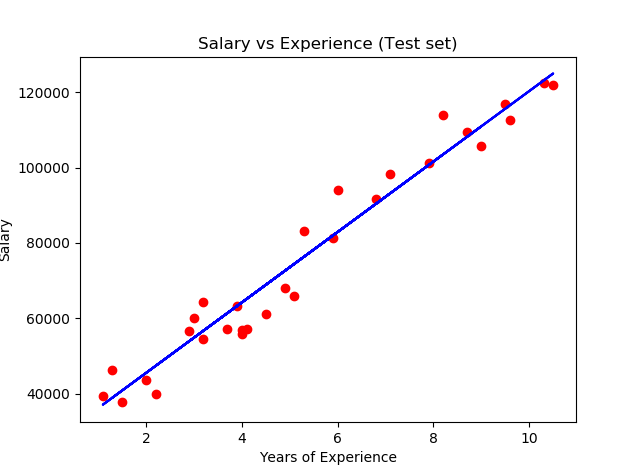 Salary vs Experience (Test set)
120000
100000
80000
60000
40000
Salary
2 4 6 8 10
Years of Experience